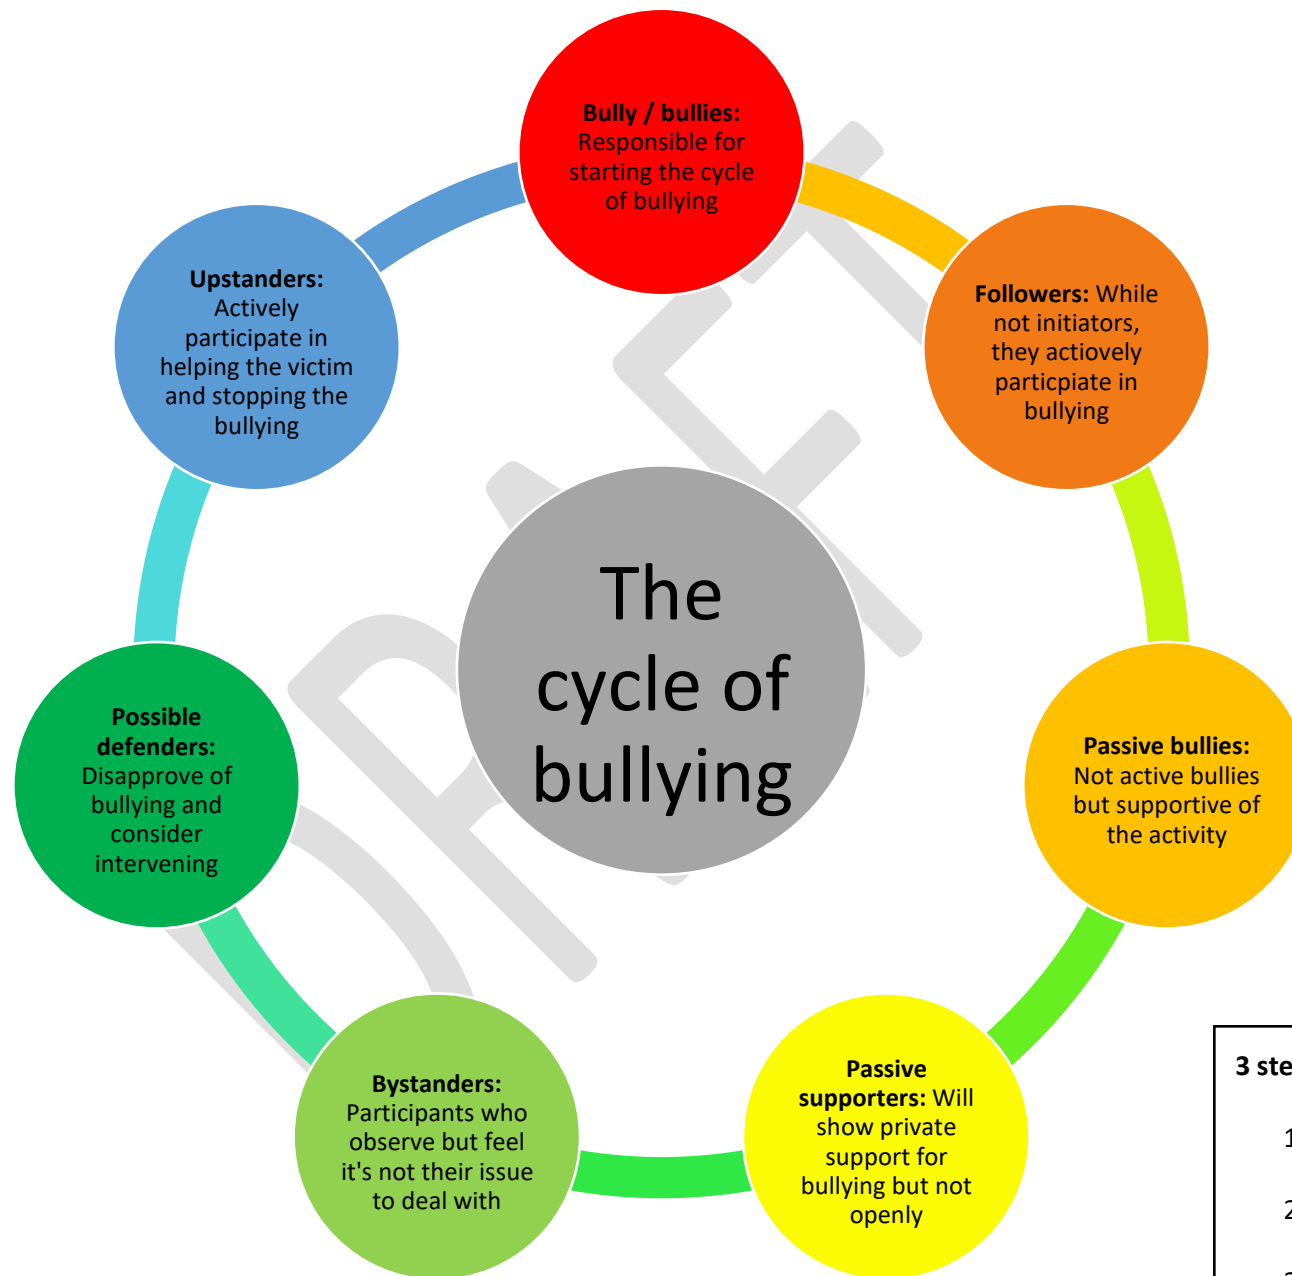 Bully / bullies:
Responsible for
starting the cycle
of bullying
Followers: While
not initiators,
they actiovely
particpiate in
bullying
Passive bullies:
Not active bullies
but supportive of
the activity
Passive
supporters: Will
show private
support for
bullying but not
openly
Bystanders:
Participants who
observe but feel
it's not their issue
to deal with
Possible
defenders:
Disapprove of
bullying and
consider
intervening
Upstanders:
Actively
participate in
helping the victim
and stopping the
bullying
The
cycle of
bullying
DRAFT
3 ste
1
2